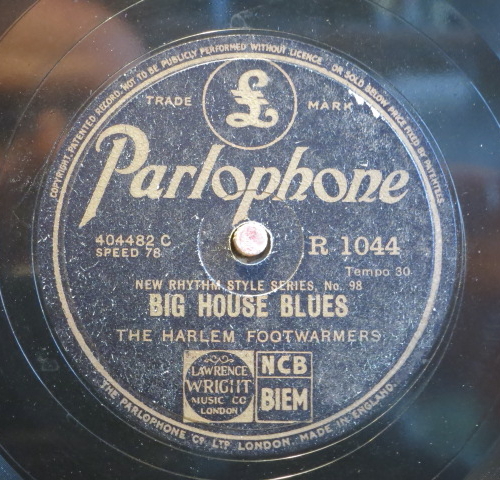 COPYRIGHT, PATENTED RECORD, NOT TO BE PUBLICLY PERFORMED WITHOUT LICENCE OR SOLD BELOW PRICE FIXED BY PATENTEES
TRADE £ MARK
Parlophone
404482 C
SPEED 78
R 1044
Tempo 30
NEW RHYTHM STYLE SERIES, No. 98
BIG HOUSE BLUES
THE HARLEM FOOTWARMERS
LAWRENCE
WRIGHT
MUSIC CO
LONDON
NCB
BIEM
THE PARLOPHONE CO. LTD LONDON. MADE IN ENGLAND.